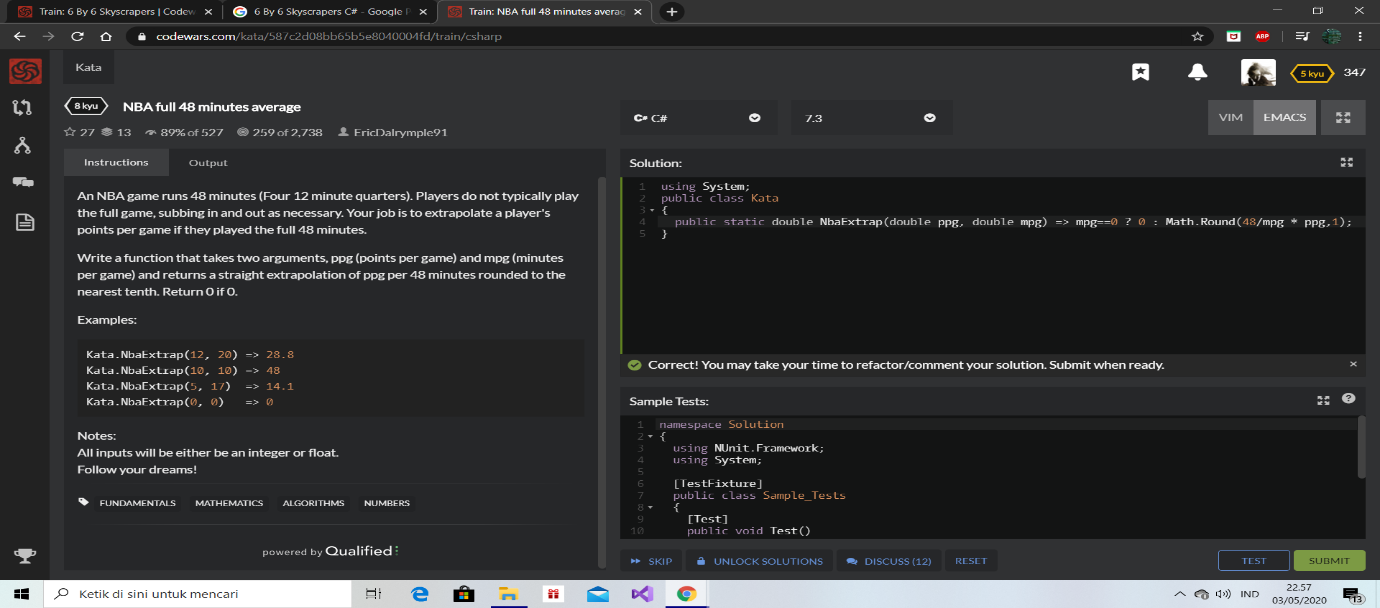 Train: 6 By 6 Skyscrapers | Codew
6 By 6 Skyscrapers C# - Google P
Train: NBA full 48 minutes averag
codewars.com/kata/587c2d08bb65b5e8040004fd/train/csharp
ABP
Kata
5 kyu
347
8 kyu
NBA full 48 minutes average
27 13 89% of 527 259 of 2,738 EricDalrymple91
C#
7.3
VIM
EMACS
Instructions
Output
An NBA game runs 48 minutes (Four 12 minute quarters). Players do not typically play
the full game, subbing in and out as necessary. Your job is to extrapolate a player's
points per game if they played the full 48 minutes.
Write a function that takes two arguments, ppg (points per game) and mpg (minutes
per game) and returns a straight extrapolation of ppg per 48 minutes rounded to the
nearest tenth. Return 0 if 0.
Examples:
Kata.NbaExtrap(12, 20) => 28.8
Kata.NbaExtrap(10, 10) => 48
Kata.NbaExtrap(5, 17) => 14.1
Kata.NbaExtrap(0, 0) => 0
Notes:
All inputs will be either be an integer or float.
Follow your dreams!
FUNDAMENTALS MATHEMATICS ALGORITHMS NUMBERS
powered by Qualified
Solution:
1 using System;
2 public class Kata
3 {
4 public static double NbaExtrap(double ppg, double mpg) => mpg==0 ? 0 : Math.Round(48/mpg * ppg,1);
5 }
Correct! You may take your time to refactor/comment your solution. Submit when ready.
Sample Tests:
1 namespace Solution
2 {
3 using NUnit.Framework;
4 using System;
5
6 [TestFixture]
7 public class Sample_Tests
8 {
9 [Test]
10 public void Test()
SKIP
UNLOCK SOLUTIONS
DISCUSS (12)
RESET
TEST
SUBMIT
Ketik di sini untuk mencari
IND
22:57
03/05/2020
13